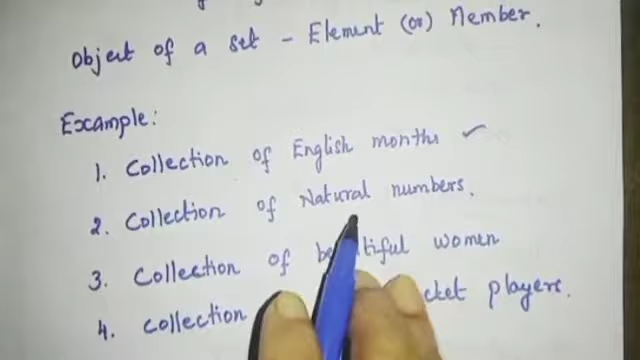 Object of a set - Element (or) Member.
Example:
1. Collection of English months ✓
2. Collection of Natural numbers.
3. Collection of women
4. Collection players.